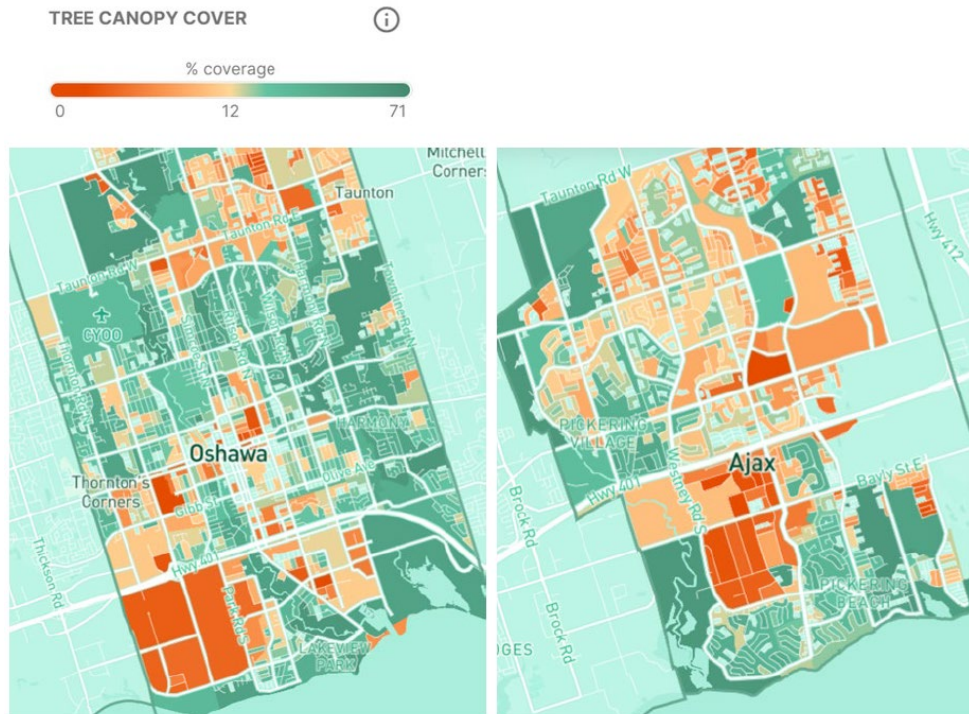 TREE CANOPY COVER
% coverage
0 12 71
Mitchell
Corners
Taunton
Taunton Rd E
Taunton Rd W
CYOO
HARMONY
Oshawa
Olive Ave
Thornton's
Corners
Gibb St
Hwy 401
Thickson Rd
Park Rd S
LAKEVIEW
PARK
Taunton Rd W
Hwy 412
PICKERING
VILLAGE
Ajax
Hwy 401
Westney Rd S
Bayly St E
Brock Rd
PICKERING
BEACH
Brock Rd
DGES